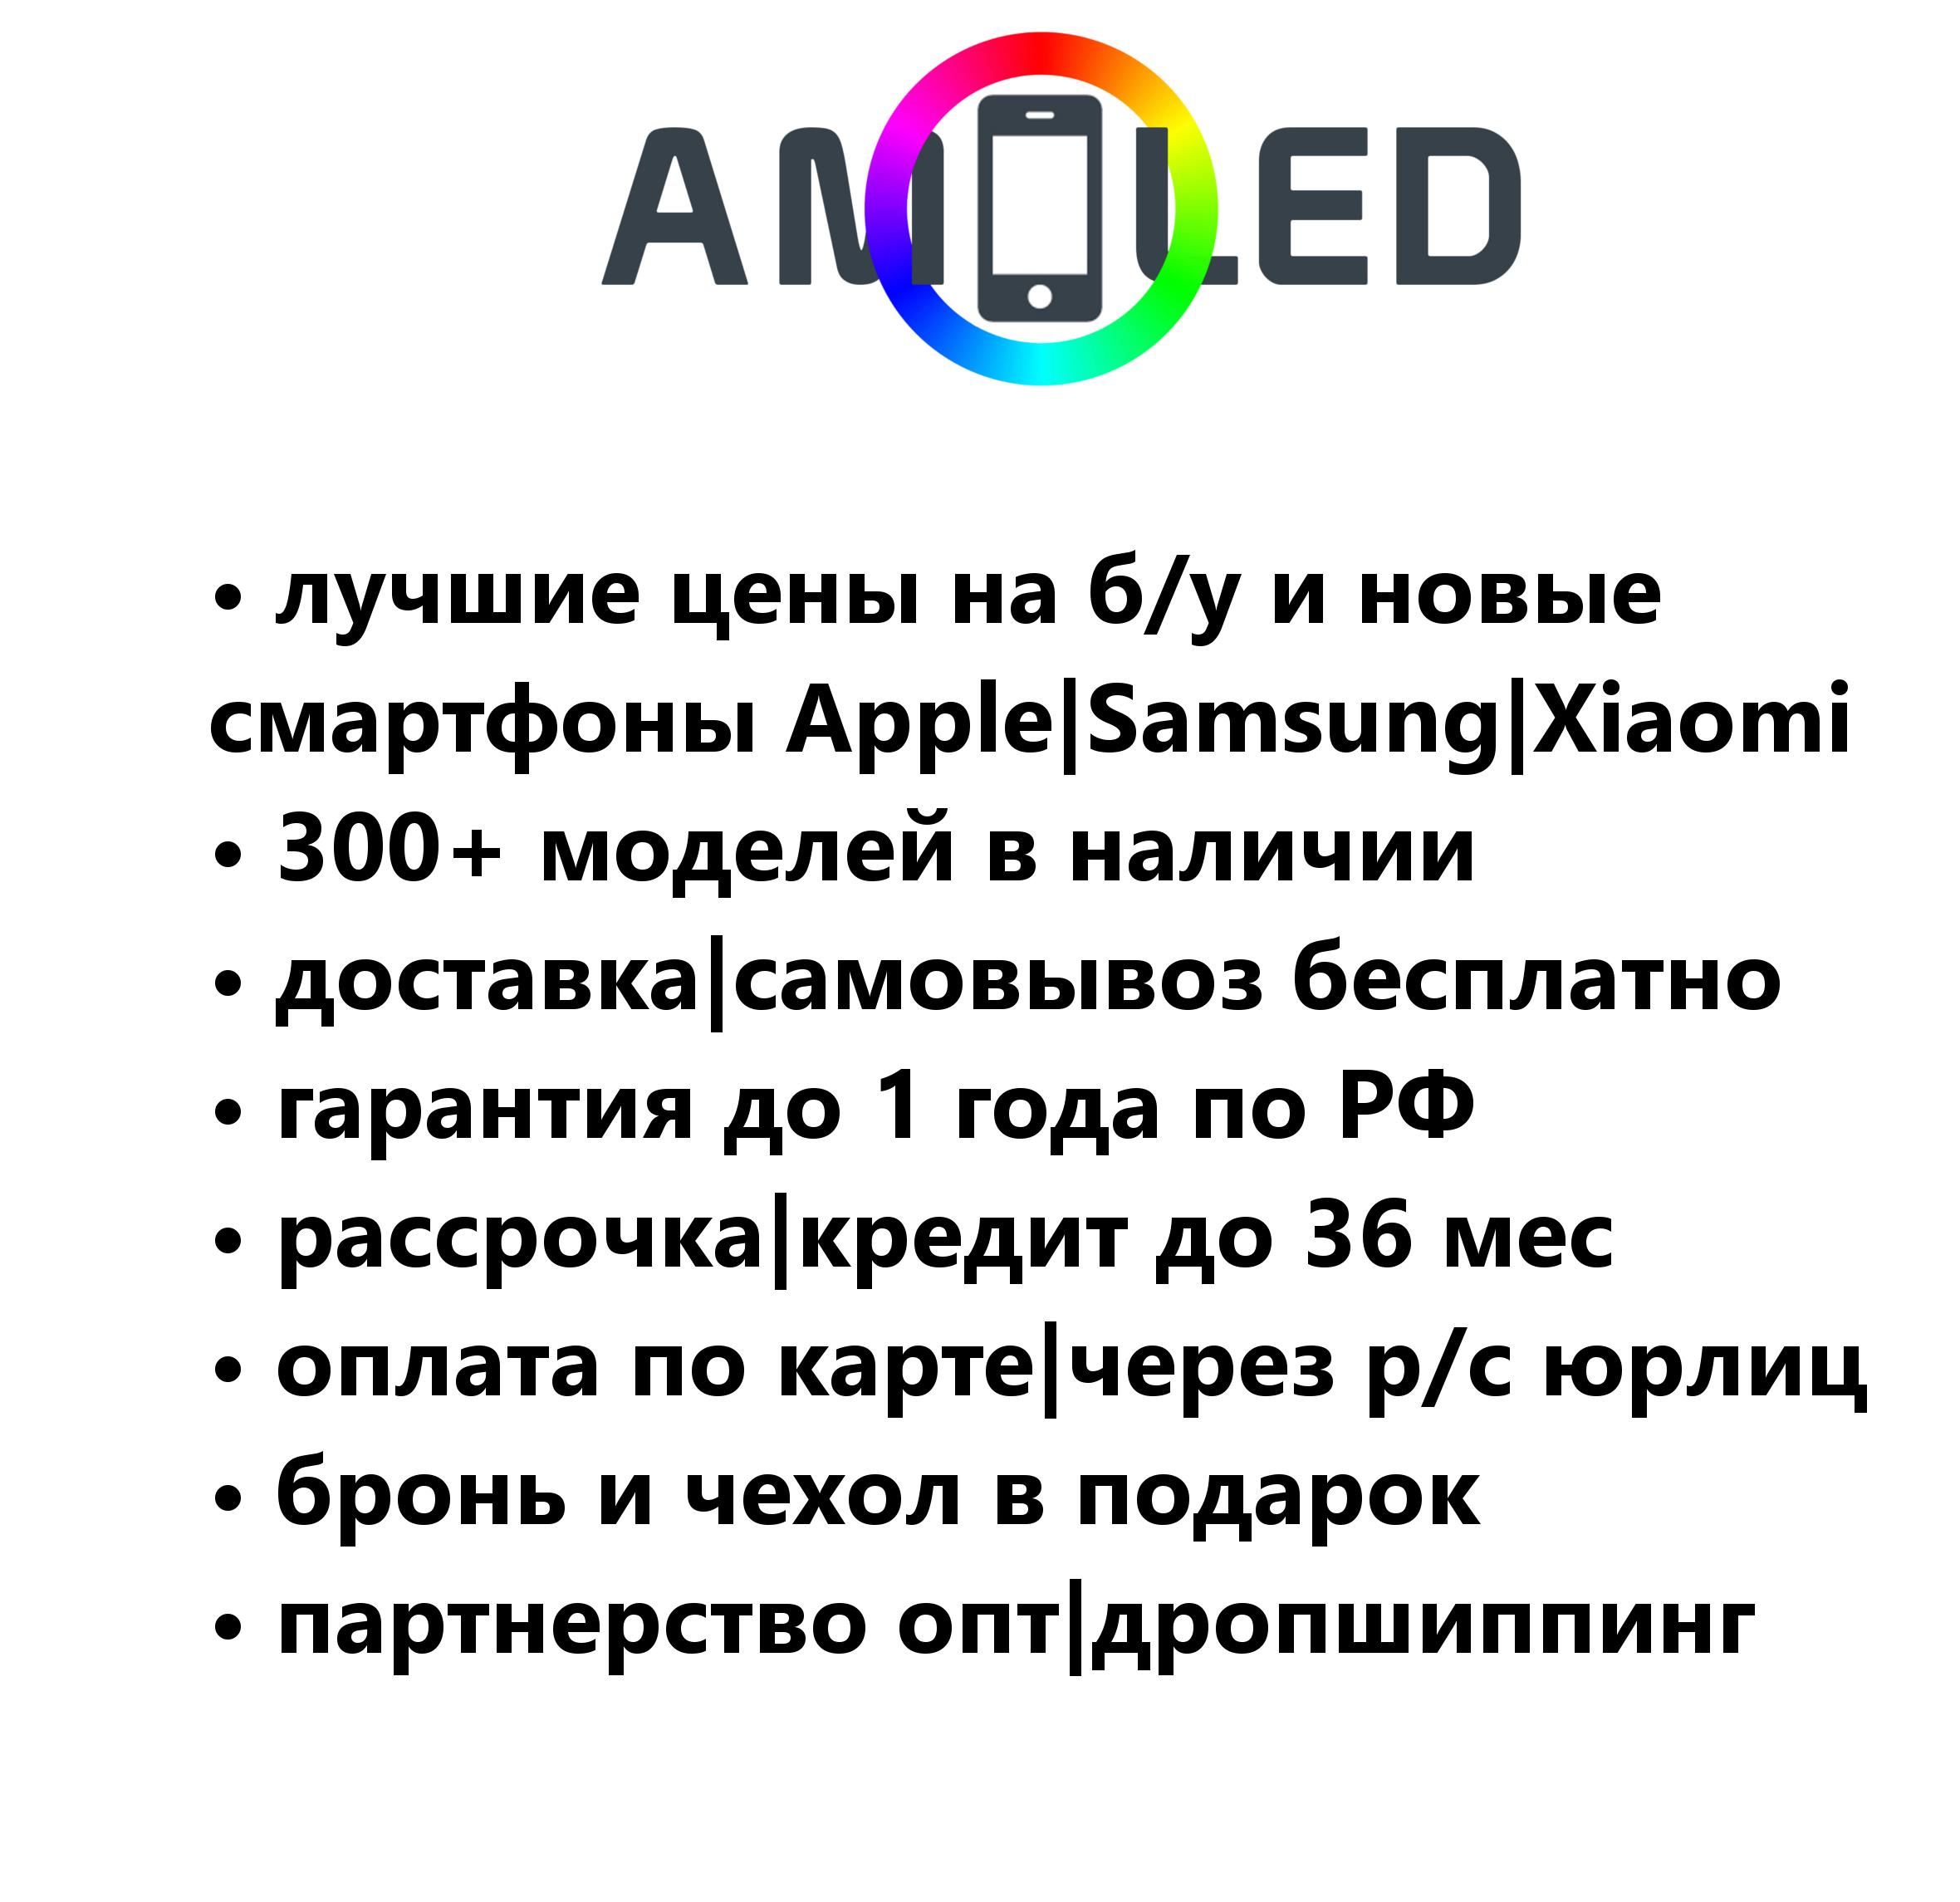 AMOLED
• лучшие цены на б/у и новые
смартфоны Apple|Samsung|Xiaomi
• 300+ моделей в наличии
• доставка|самовывоз бесплатно
• гарантия до 1 года по РФ
• рассрочка|кредит до 36 мес
• оплата по карте|через р/с юрлиц
• бронь и чехол в подарок
• партнерство опт|дропшиппинг